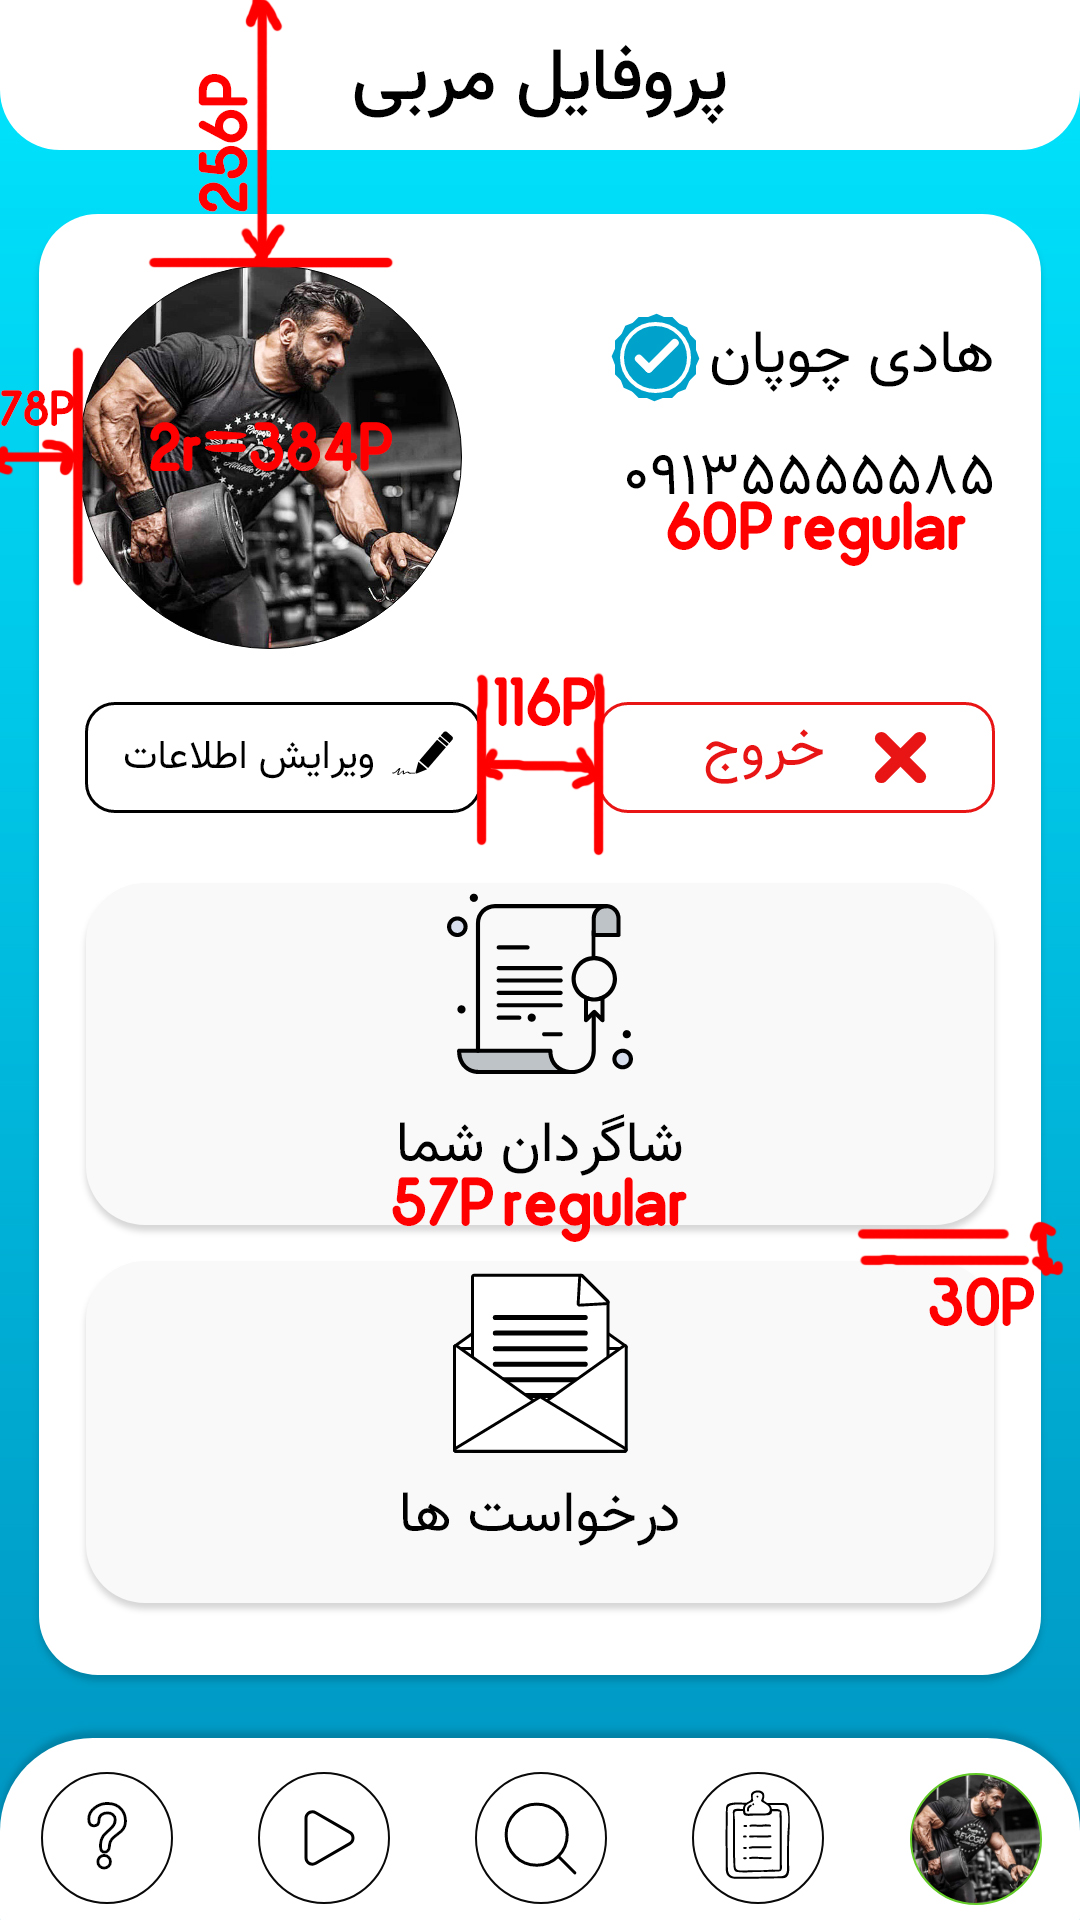 پروفایل مربی
256P
هادی چوپان
78P
2r=384P
۰۹۱۳۵۵۵۵۵۸۵
60P regular
116P
خروج
ویرایش اطلاعات
شاگردان شما
57P regular
30P
درخواست ها